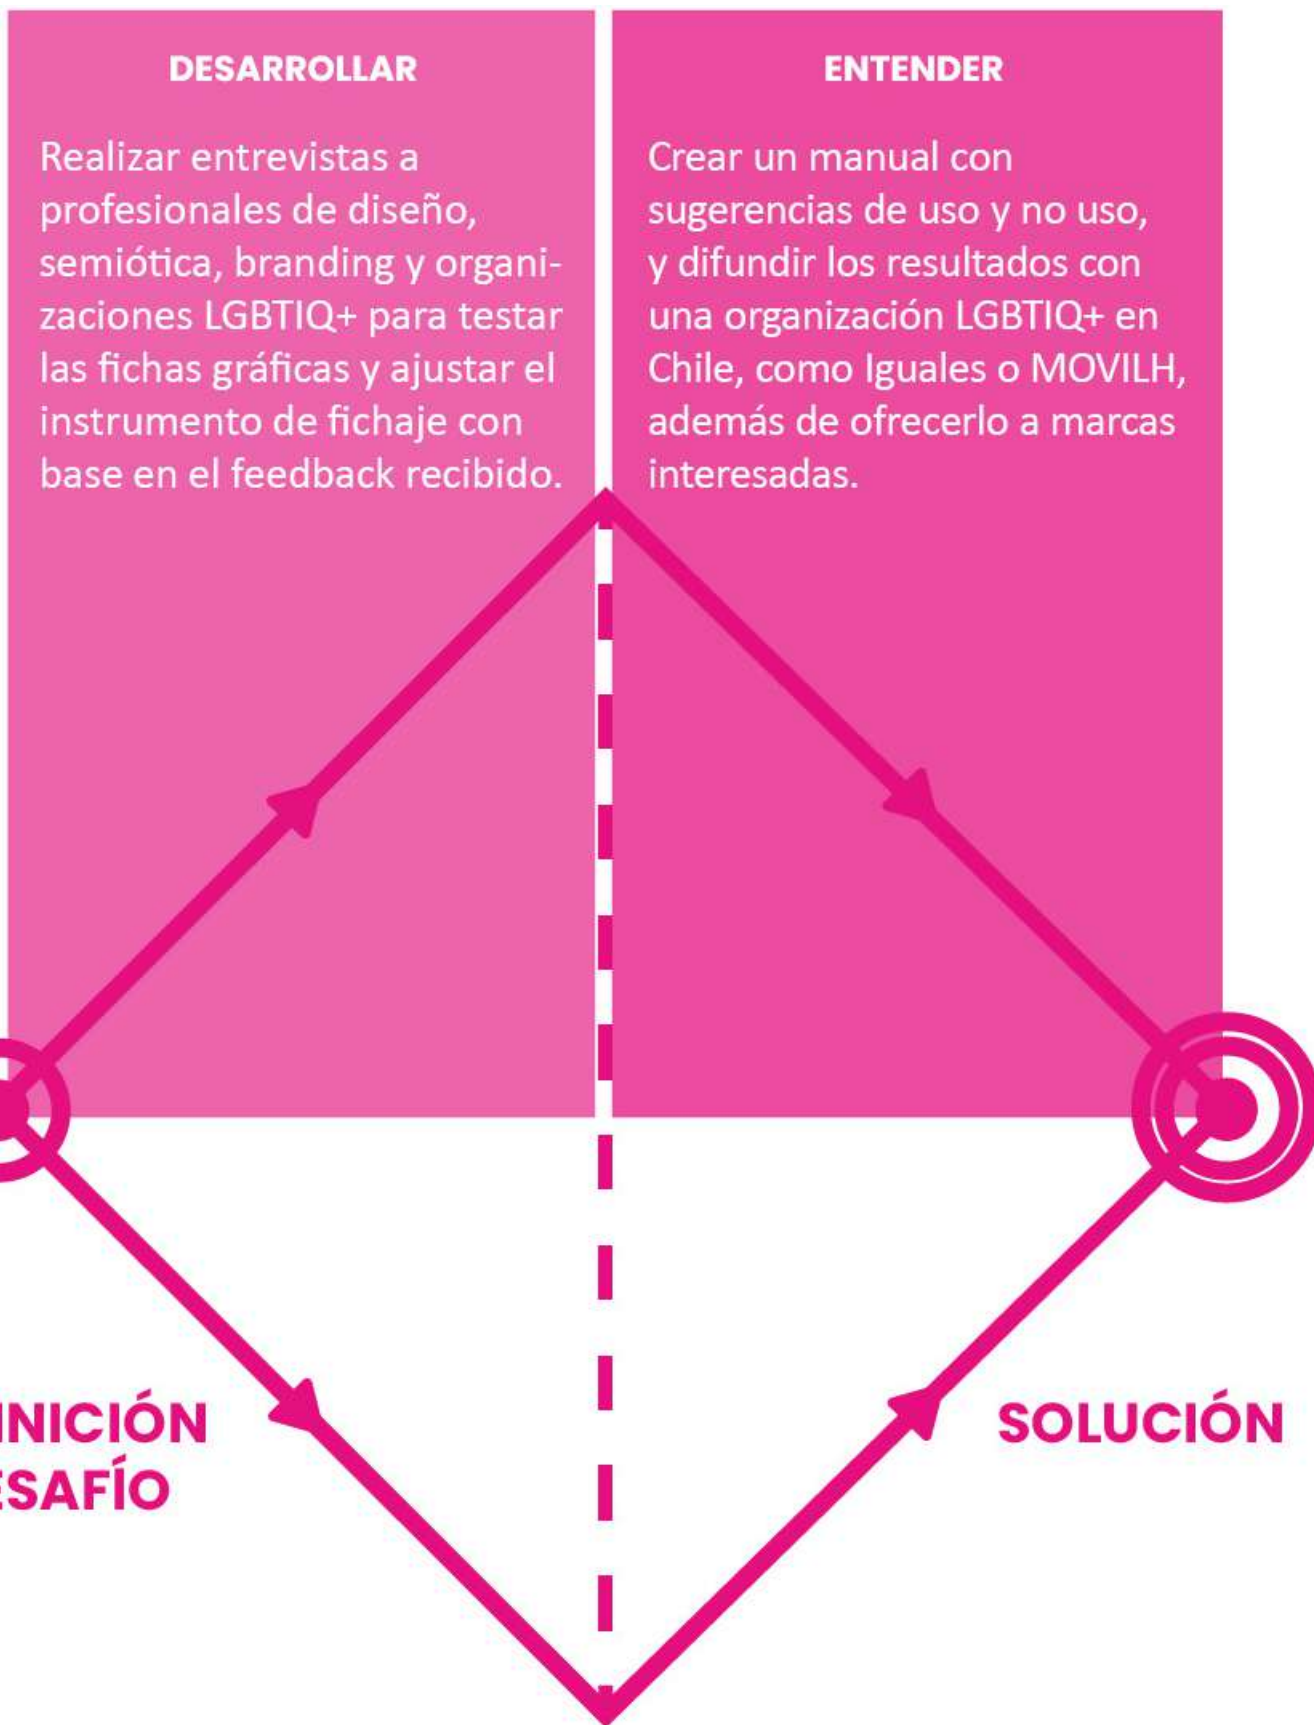 DESARROLLAR
Realizar entrevistas a
profesionales de diseño,
semiótica, branding y organi-
zaciones LGBTIQ+ para testar
las fichas gráficas y ajustar el
instrumento de fichaje con
base en el feedback recibido.
ENTENDER
Crear un manual con
sugerencias de uso y no uso,
y difundir los resultados con
una organización LGBTIQ+ en
Chile, como Iguales o MOVILH,
además de ofrecerlo a marcas
interesadas.
INICIÓN
ESAFÍO
SOLUCIÓN